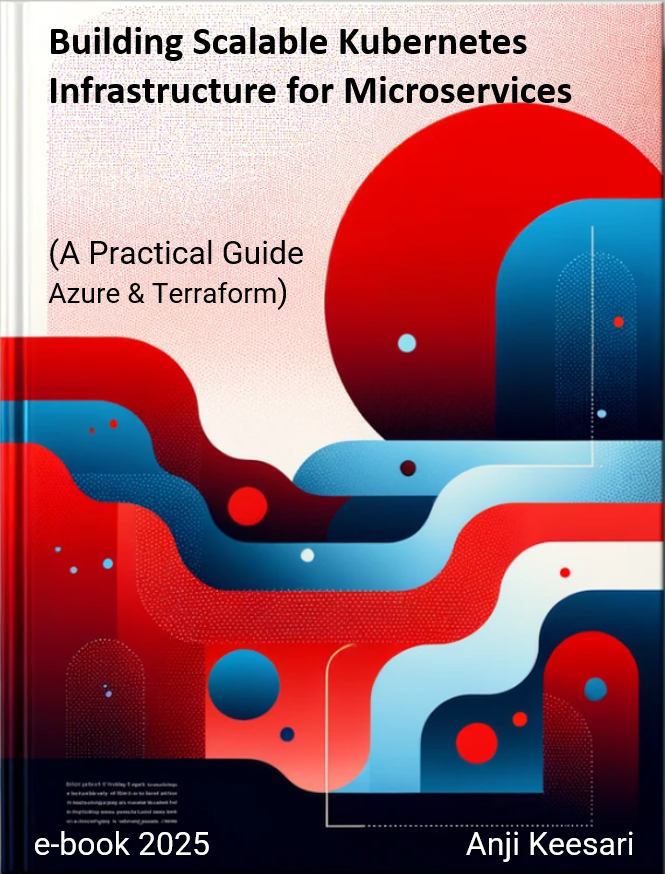 Building Scalable Kubernetes
Infrastructure for Microservices
(A Practical Guide
Azure & Terraform)
e-book 2025
Anji Keesari